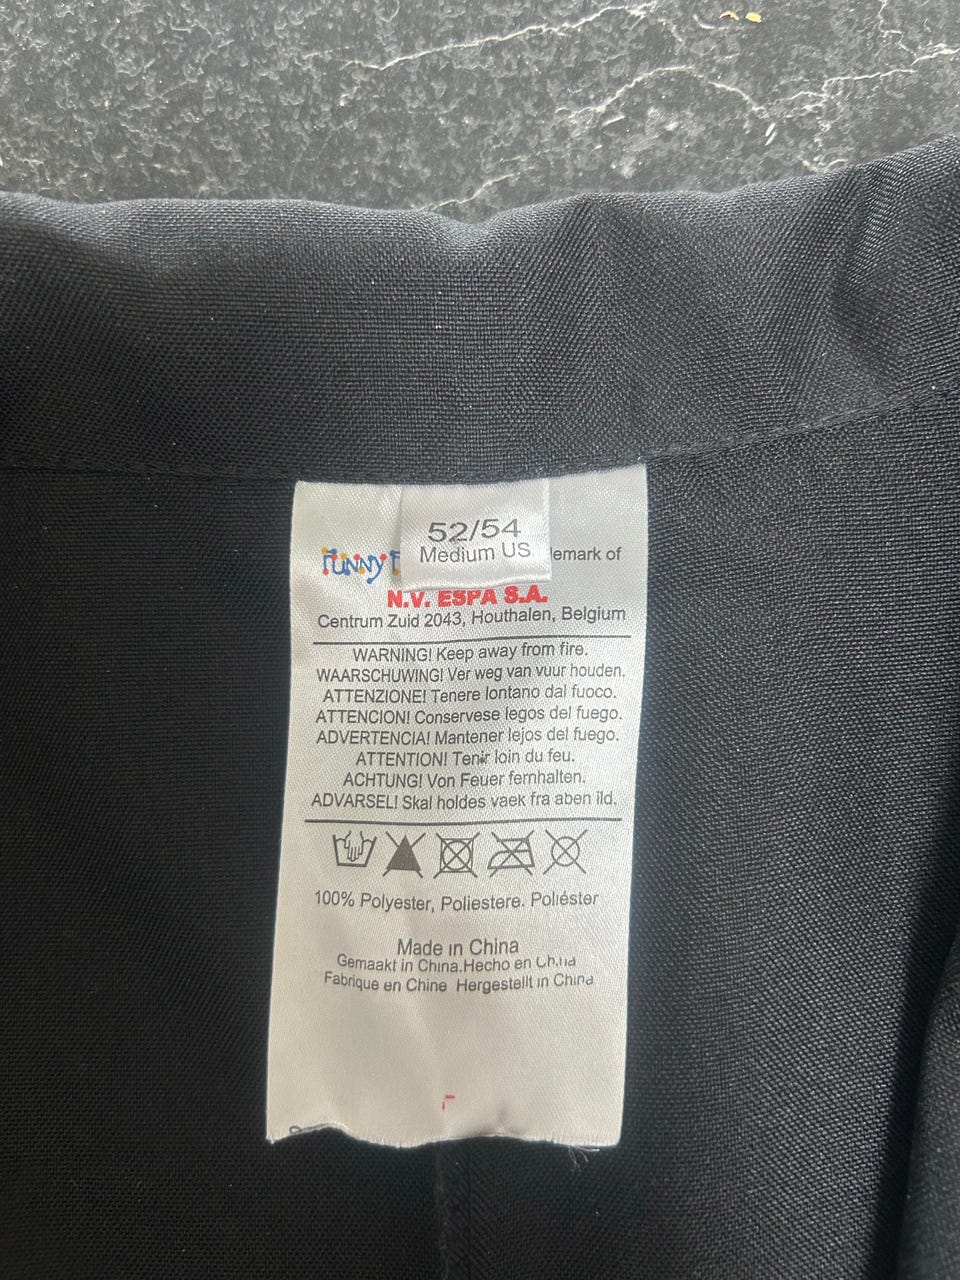 52/54
Medium US
FUNNY
lemark of
N.V. ESPA S.A.
Centrum Zuid 2043, Houthalen, Belgium
WARNING! Keep away from fire.
WAARSCHUWING! Ver weg van vuur houden.
ATTENZIONE! Tenere lontano dal fuoco.
ATTENCION! Conservese legos del fuego.
ADVERTENCIA! Mantener lejos del fuego.
ATTENTION! Tenir loin du feu.
ACHTUNG! Von Feuer fernhalten.
ADVARSEL! Skal holdes vaek fra aben ild.
100% Polyester, Poliestere. Poliéster
Made in China
Gemaakt in China.Hecho en China
Fabrique en Chine Hergestellt in China